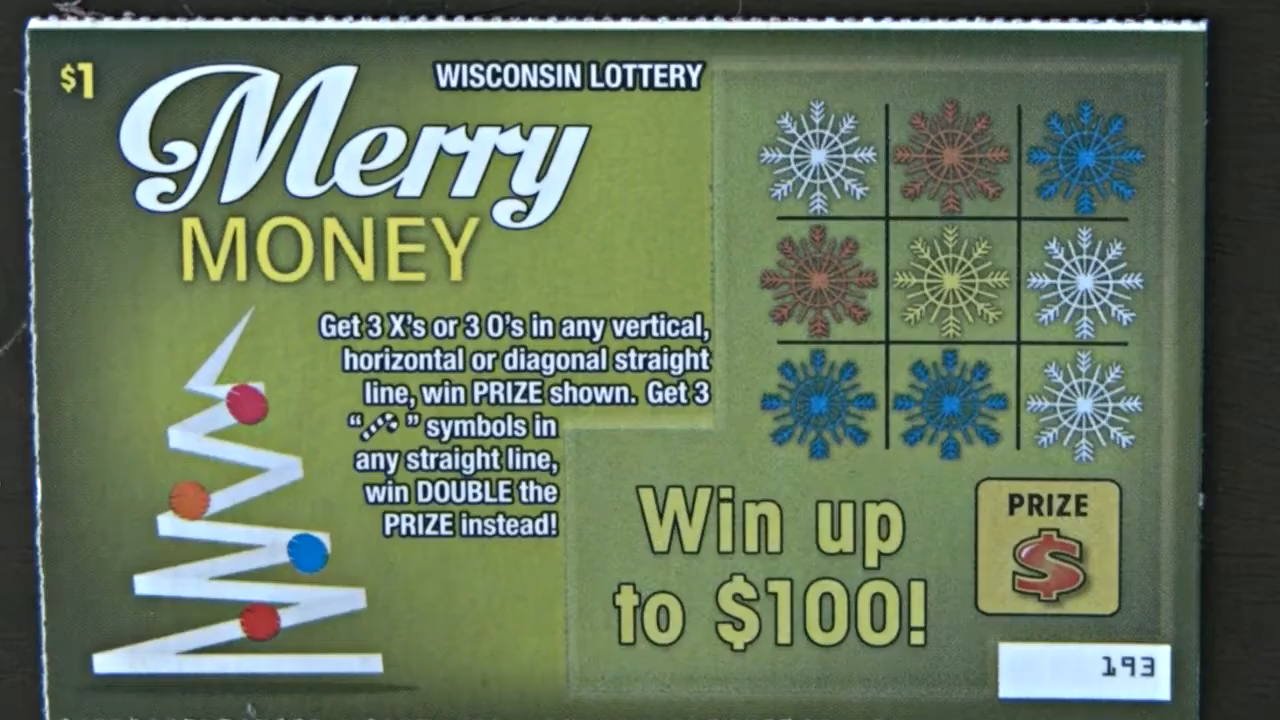 $1
Merry
MONEY
WISCONSIN LOTTERY
Get 3 X's or 3 O's in any vertical,
horizontal or diagonal straight
line, win PRIZE shown. Get 3
“ ” symbols in
any straight line,
win DOUBLE the
PRIZE instead!
Win up
to $100!
PRIZE
$
193